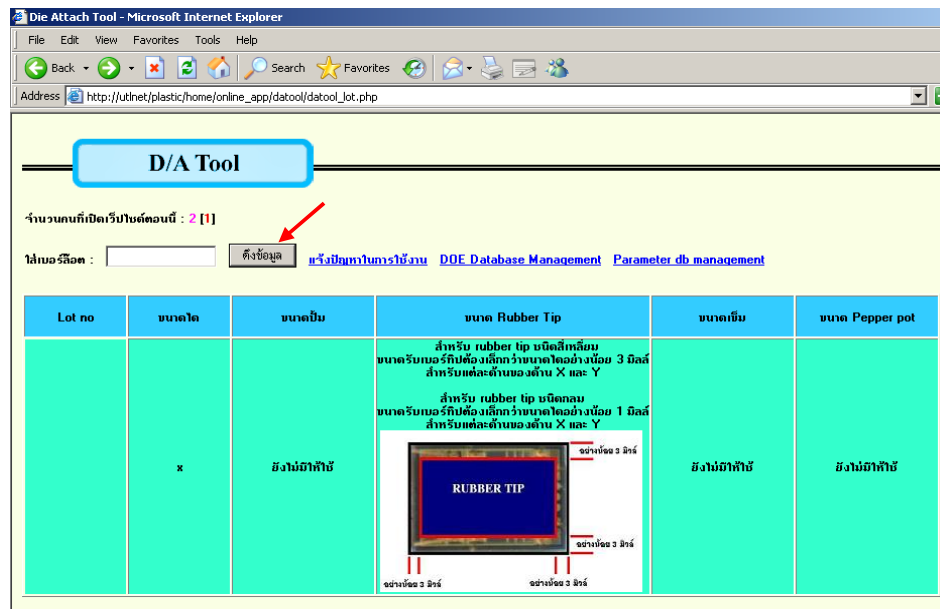 Die Attach Tool - Microsoft Internet Explorer
File Edit View Favorites Tools Help
Back Search Favorites
Address http://utlnet/plastic/home/online_app/datool/datool_lot.php
D/A Tool
จำนวนคนที่เปิดเว็ปไซต์ตอนนี้ : 2 [1]
ใส่เบอร์ล๊อต : ดึงข้อมูล แจ้งปัญหาในการใช้งาน DOE Database Management Parameter db management
Lot no ขนาดได ขนาดปั๊ม ขนาด Rubber Tip ขนาดเข็ม ขนาด Pepper pot
สำหรับ rubber tip ชนิดสี่เหลี่ยม
ขนาดรับเบอร์ทิปต้องเล็กกว่าขนาดไดอย่างน้อย 3 มิลล์
สำหรับแต่ละด้านของด้าน X และ Y
สำหรับ rubber tip ชนิดกลม
ขนาดรับเบอร์ทิปต้องเล็กกว่าขนาดไดอย่างน้อย 1 มิลล์
สำหรับแต่ละด้านของด้าน X และ Y
อย่างน้อย 3 มิวล์
x ยังไม่มีให้ใช้ RUBBER TIP ยังไม่มีให้ใช้ ยังไม่มีให้ใช้
อย่างน้อย 3 มิวล์
อย่างน้อย 3 มิวล์ อย่างน้อย 3 มิวล์